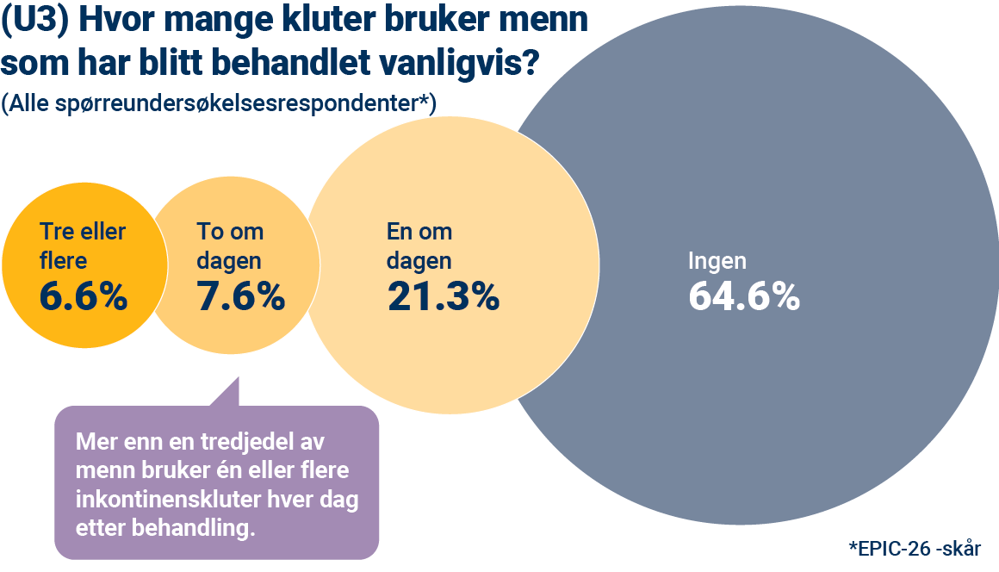 (U3) Hvor mange kluter bruker menn
som har blitt behandlet vanligvis?
(Alle spørreundersøkelsesrespondenter*)
Tre eller
flere
6.6%
To om
dagen
7.6%
En om
dagen
21.3%
Ingen
64.6%
Mer enn en tredjedel av
menn bruker én eller flere
inkontinenskluter hver dag
etter behandling.
*EPIC-26 -skår